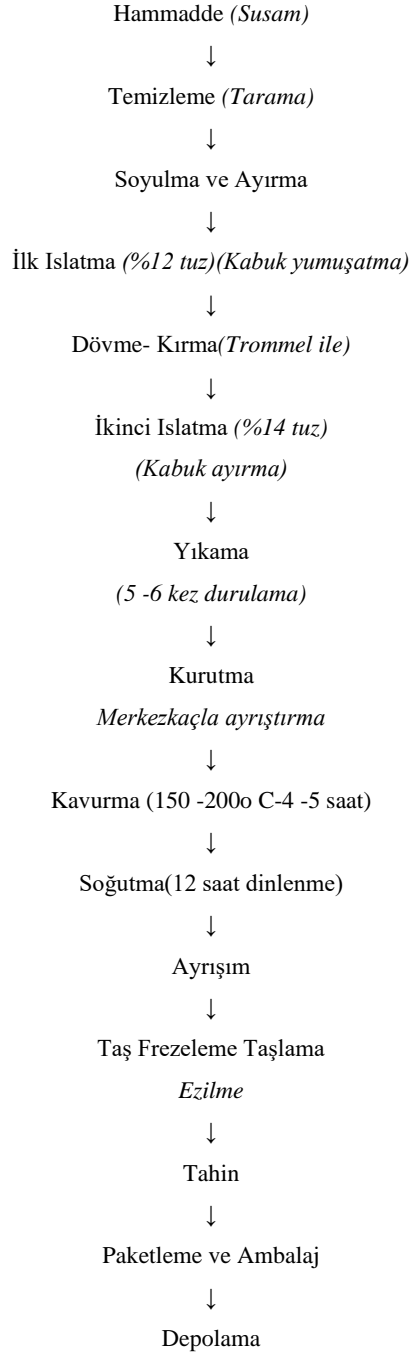 Hammadde (Susam)
↓
Temizleme (Tarama)
↓
Soyulma ve Ayırma
↓
İlk Islatma (%12 tuz)(Kabuk yumuşatma)
↓
Dövme- Kırma(Trommel ile)
↓
İkinci Islatma (%14 tuz)
(Kabuk ayırma)
↓
Yıkama
(5 -6 kez durulama)
↓
Kurutma
Merkezkaçla ayrıştırma
↓
Kavurma (150 -200o C-4 -5 saat)
↓
Soğutma(12 saat dinlenme)
↓
Ayrışım
↓
Taş Frezeleme Taşlama
Ezilme
↓
Tahin
↓
Paketleme ve Ambalaj
↓
Depolama